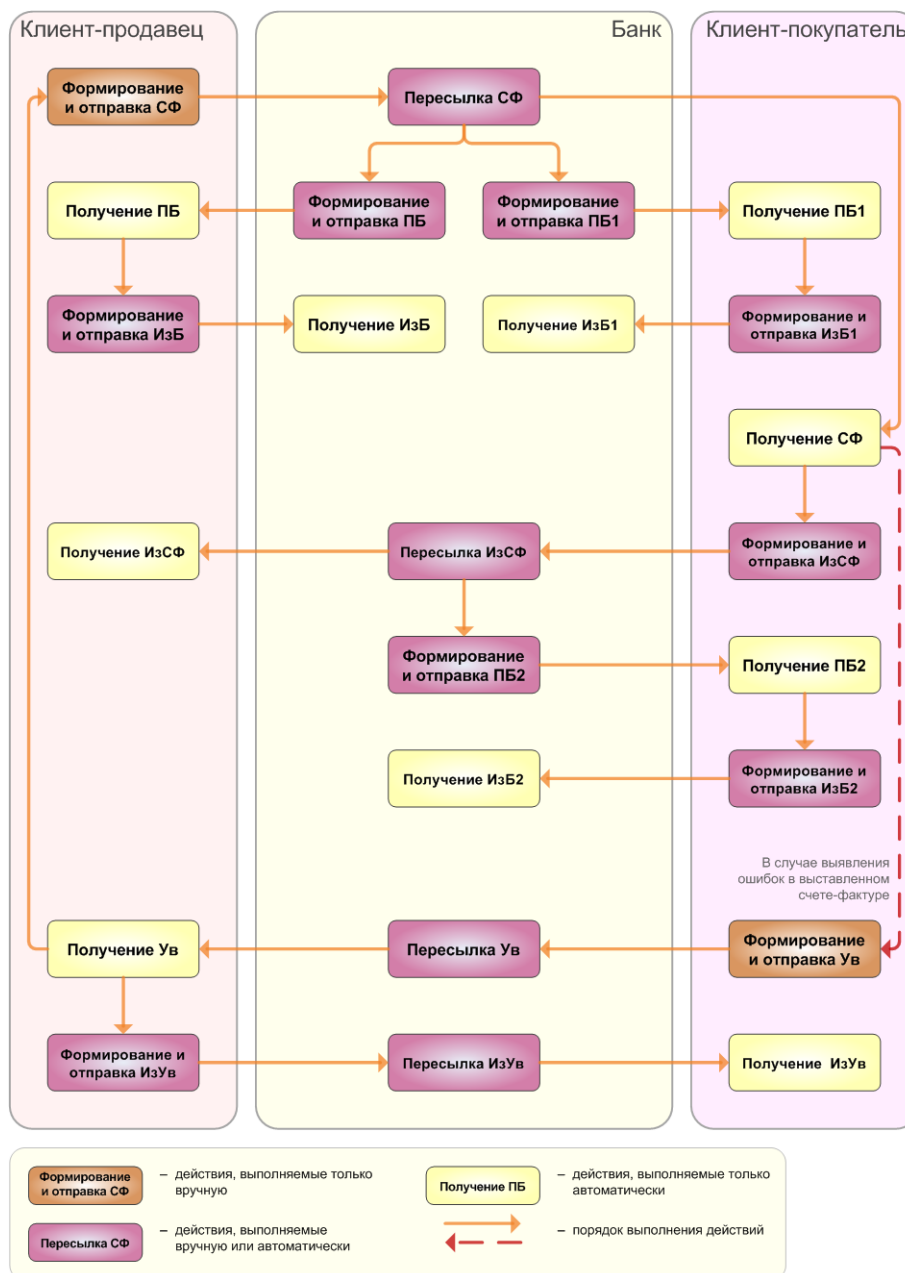 Клиент-продавец
Банк
Клиент-покупатель
Формирование
и отправка СФ
Пересылка СФ
Получение ПБ
Формирование
и отправка ПБ
Формирование
и отправка ПБ1
Получение ПБ1
Формирование
и отправка ИзБ
Получение ИзБ
Получение ИзБ1
Формирование и
отправка ИзБ1
Получение СФ
Получение ИзСФ
Пересылка ИзСФ
Формирование и
отправка ИзСФ
Формирование
и отправка ПБ2
Получение ПБ2
Получение ИзБ2
Формирование и
отправка ИзБ2
В случае выявления
ошибок в выставленном
счете-фактуре
Получение Ув
Пересылка Ув
Формирование
и отправка Ув
Формирование и
отправка ИзУв
Пересылка ИзУв
Получение ИзУв
Формирование
и отправка СФ
– действия, выполняемые только
вручную
Получение ПБ
– действия, выполняемые только
автоматически
Пересылка СФ
– действия, выполняемые
вручную или автоматически
– порядок выполнения действий